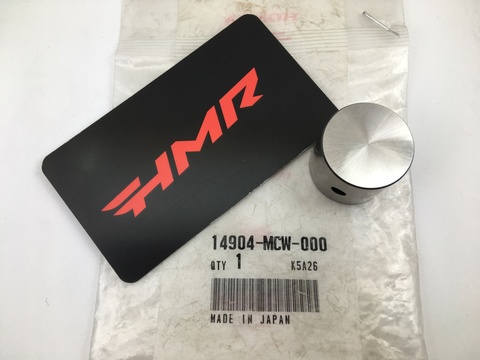 HMR
14904-MCW-000
QTY 1 K5A26
MADE IN JAPAN